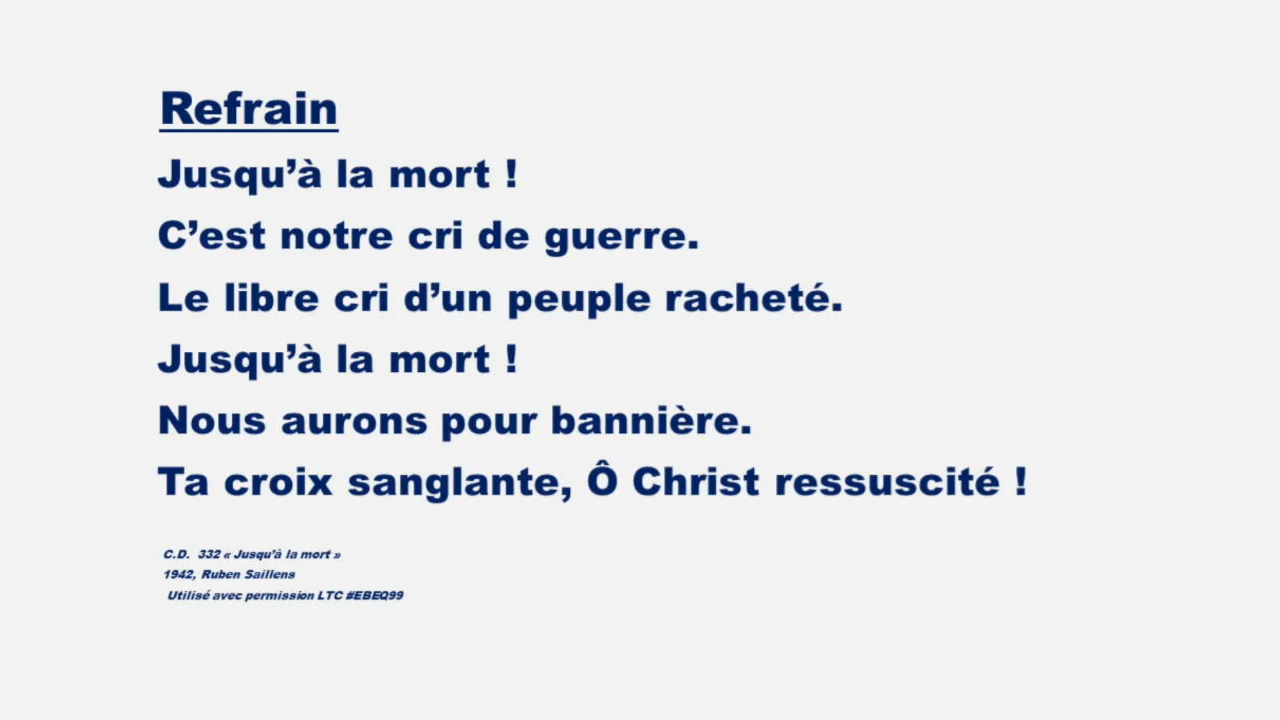 Refrain
Jusqu’à la mort !
C’est notre cri de guerre.
Le libre cri d’un peuple racheté.
Jusqu’à la mort !
Nous aurons pour bannière.
Ta croix sanglante, Ô Christ ressuscité !
C.D. 332 « Jusqu’à la mort »
1942, Ruben Saillens
Utilisé avec permission LTC #EBEQ99